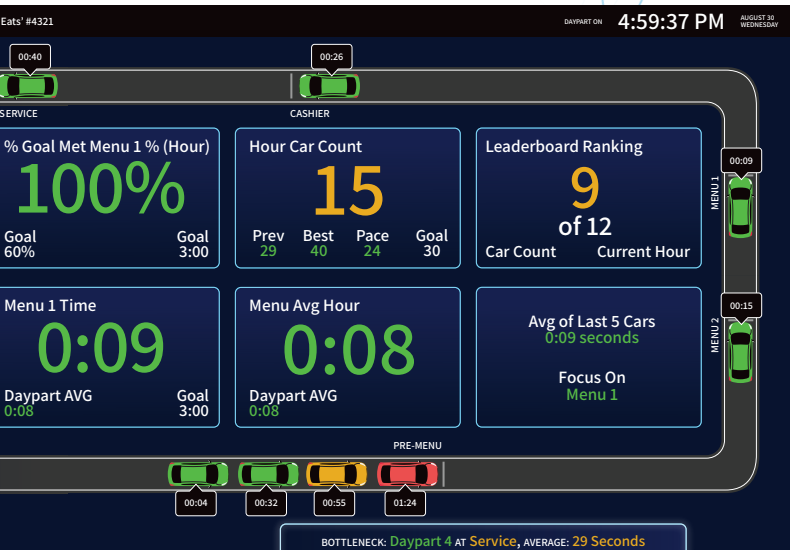 Eats' #4321
DAYPART ON 4:59:37 PM AUGUST 30
WEDNESDAY
00:40
00:26
SERVICE
CASHIER
% Goal Met Menu 1 % (Hour)
100%
Goal
60%
Goal
3:00
Hour Car Count
15
Prev Best Pace Goal
29 40 24 30
Leaderboard Ranking
9
of 12
Car Count Current Hour
00:09
MENU 1
Menu 1 Time
0:09
Daypart AVG
0:08
Goal
3:00
Menu Avg Hour
0:08
Daypart AVG
0:08
Avg of Last 5 Cars
0:09 seconds
Focus On
Menu 1
00:15
MENU 2
PRE-MENU
00:04
00:32
00:55
01:24
BOTTLENECK: Daypart 4 AT Service, AVERAGE: 29 Seconds